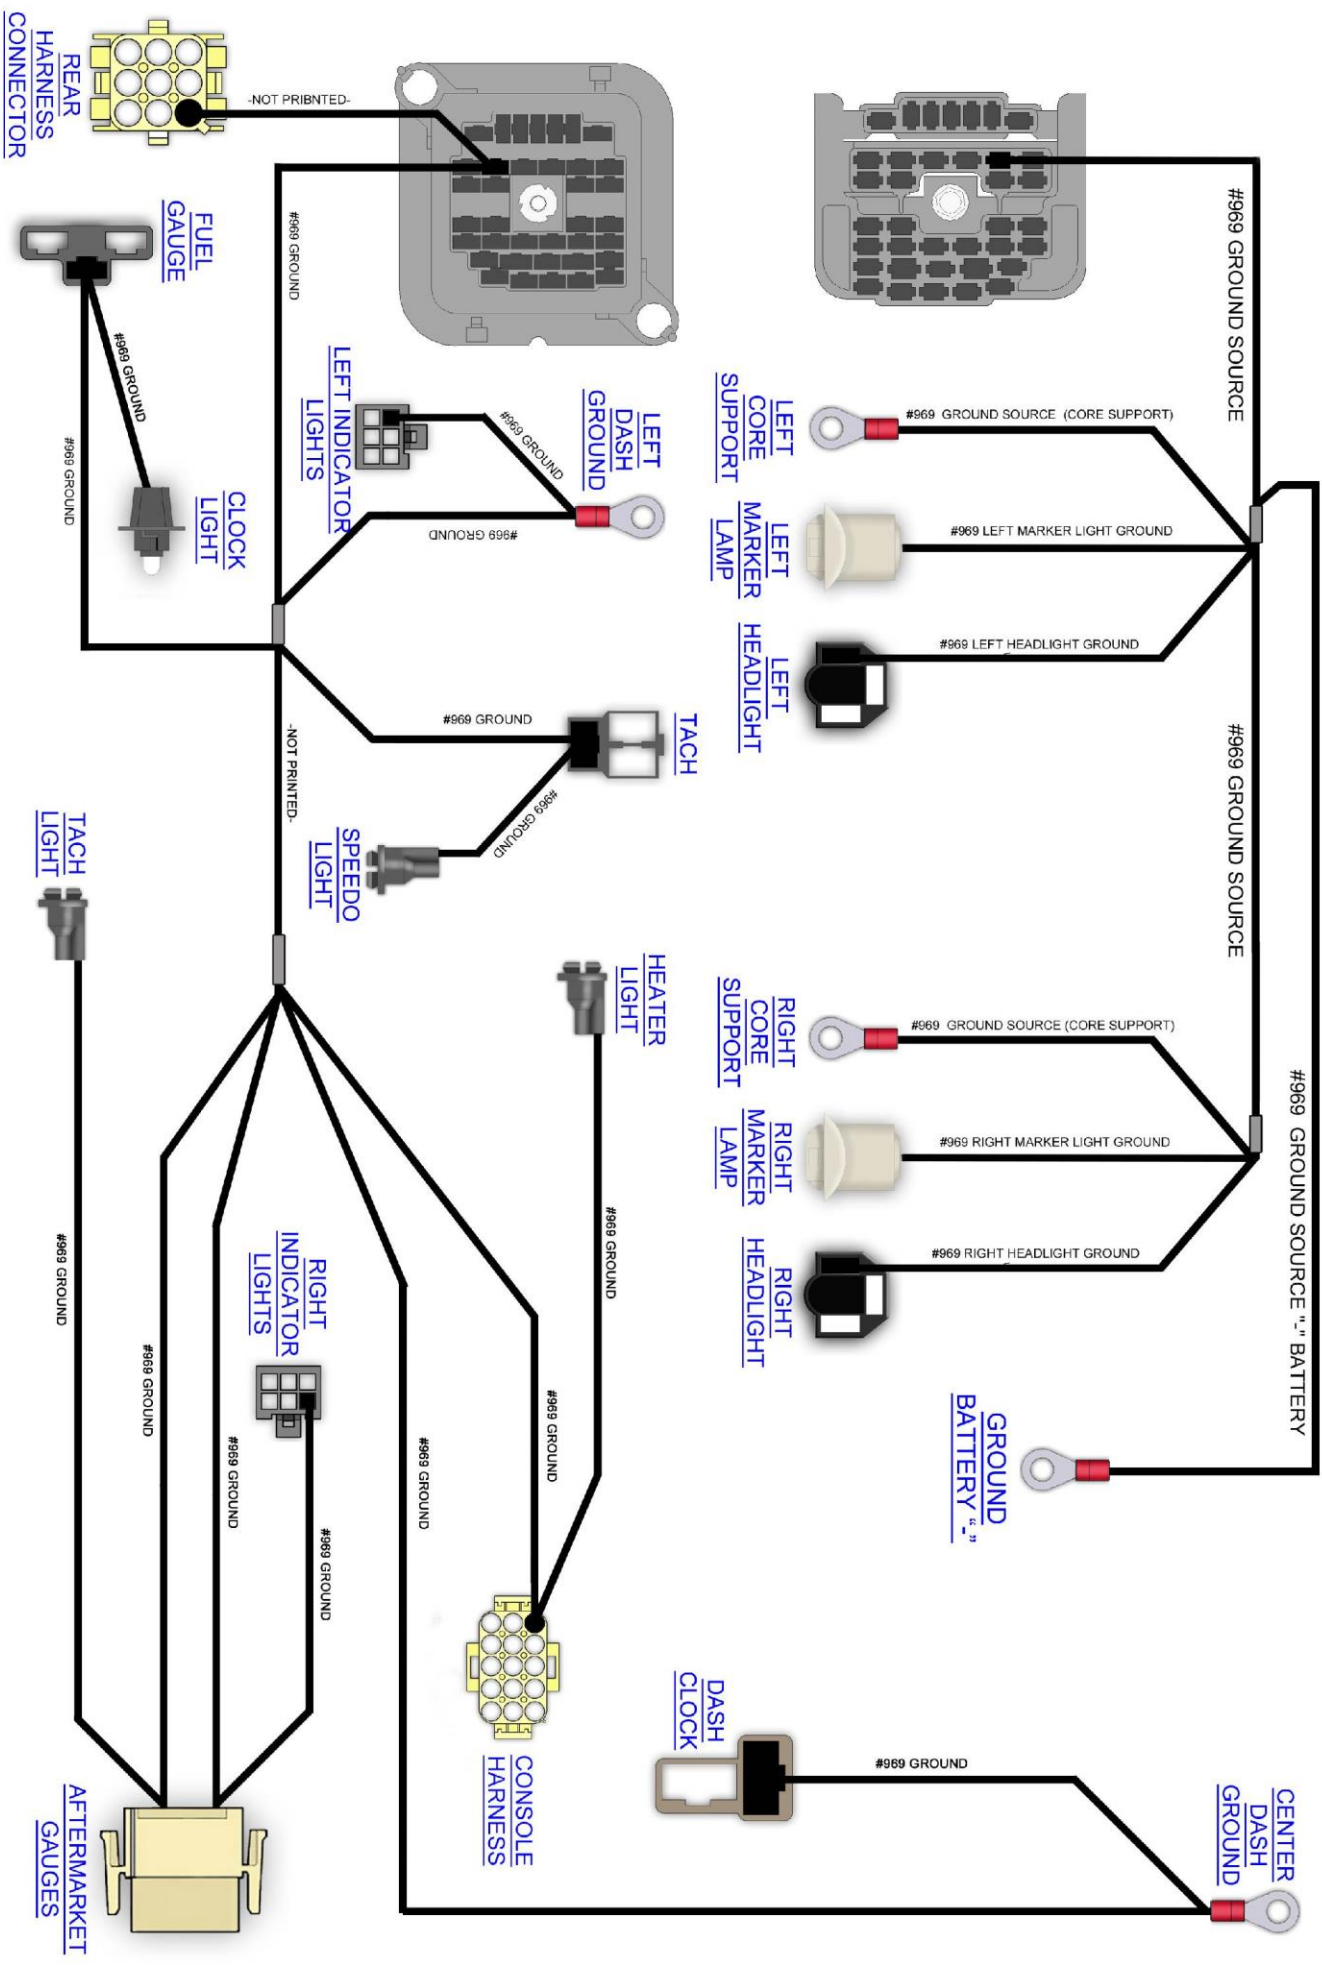 REAR
HARNESS
CONNECTOR
-NOT PRIBNTED-
#969 GROUND SOURCE
FUEL
GAUGE
#969 GROUND
#969 GROUND
#969 GROUND
CLOCK
LIGHT
LEFT INDICATOR
LIGHTS
#969 GROUND
LEFT
DASH
GROUND
#969 GROUND
LEFT
CORE
SUPPORT
#969 GROUND SOURCE (CORE SUPPORT)
LEFT
MARKER
LAMP
#969 LEFT MARKER LIGHT GROUND
LEFT
HEADLIGHT
#969 LEFT HEADLIGHT GROUND
#969 GROUND SOURCE
-NOT PRINTED-
#969 GROUND
TACH
#969 GROUND
SPEEDO
LIGHT
TACH
LIGHT
HEATER
LIGHT
RIGHT
CORE
SUPPORT
#969 GROUND SOURCE (CORE SUPPORT)
RIGHT
MARKER
LAMP
#969 RIGHT MARKER LIGHT GROUND
RIGHT
HEADLIGHT
#969 RIGHT HEADLIGHT GROUND
#969 GROUND SOURCE "-" BATTERY
GROUND
BATTERY “-”
#969 GROUND
#969 GROUND
RIGHT
INDICATOR
LIGHTS
#969 GROUND
#969 GROUND
#969 GROUND
#969 GROUND
#969 GROUND
CONSOLE
HARNESS
DASH
CLOCK
#969 GROUND
CENTER
DASH
GROUND
AFTERMARKET
GAUGES